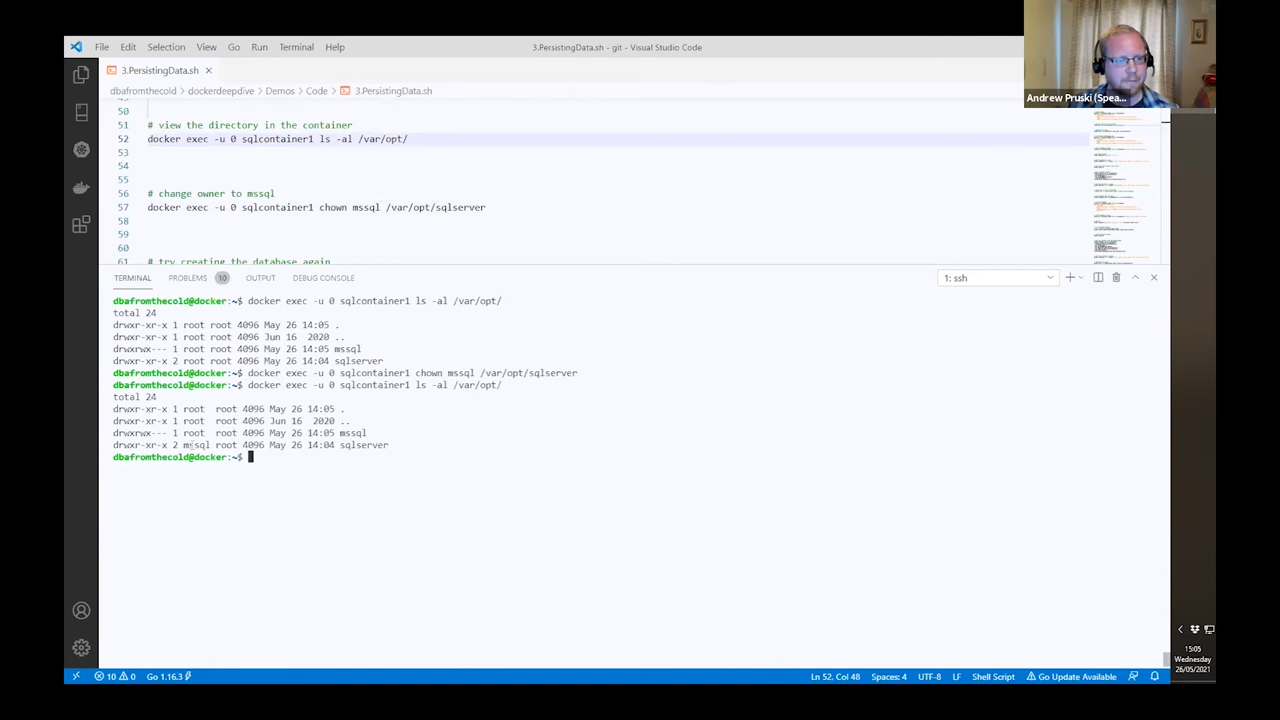 File Edit Selection View Go Run Terminal Help
3.PersistingData.sh - git - Visual Studio Code
3.PersistingData.sh
dbafromthecold > dockerdeepdive > Demos > Code > 3.PersistingData.sh
Andrew Pruski (Spea...
50
51 # view the directories in the container
52 docker exec -u 0 sqlcontainer1 ls -al /var/opt/
53
54
55
56 # change owner to mssql
57 docker exec -u 0 sqlcontainer1 chown mssql /var/opt/sqlserver
58
59
60
61 # try creating the database again
TERMINAL PROBLEMS 10 OUTPUT DEBUG CONSOLE
1: ssh
dbafromthecold@docker:~$ docker exec -u 0 sqlcontainer1 ls -al /var/opt/
total 24
drwxr-xr-x 1 root root 4096 May 26 14:05 .
drwxr-xr-x 1 root root 4096 Jun 16 2020 ..
drwxrwx--- 1 root root 4096 May 26 14:05 mssql
drwxr-xr-x 2 root root 4096 May 26 14:04 sqlserver
dbafromthecold@docker:~$ docker exec -u 0 sqlcontainer1 chown mssql /var/opt/sqlserver
dbafromthecold@docker:~$ docker exec -u 0 sqlcontainer1 ls -al /var/opt/
total 24
drwxr-xr-x 1 root root 4096 May 26 14:05 .
drwxr-xr-x 1 root root 4096 Jun 16 2020 ..
drwxrwx--- 1 root root 4096 May 26 14:05 mssql
drwxr-xr-x 2 mssql root 4096 May 26 14:04 sqlserver
dbafromthecold@docker:~$
15:05
Wednesday
26/05/2021
10 0 Go 1.16.3 Ln 52, Col 48 Spaces: 4 UTF-8 LF Shell Script Go Update Available